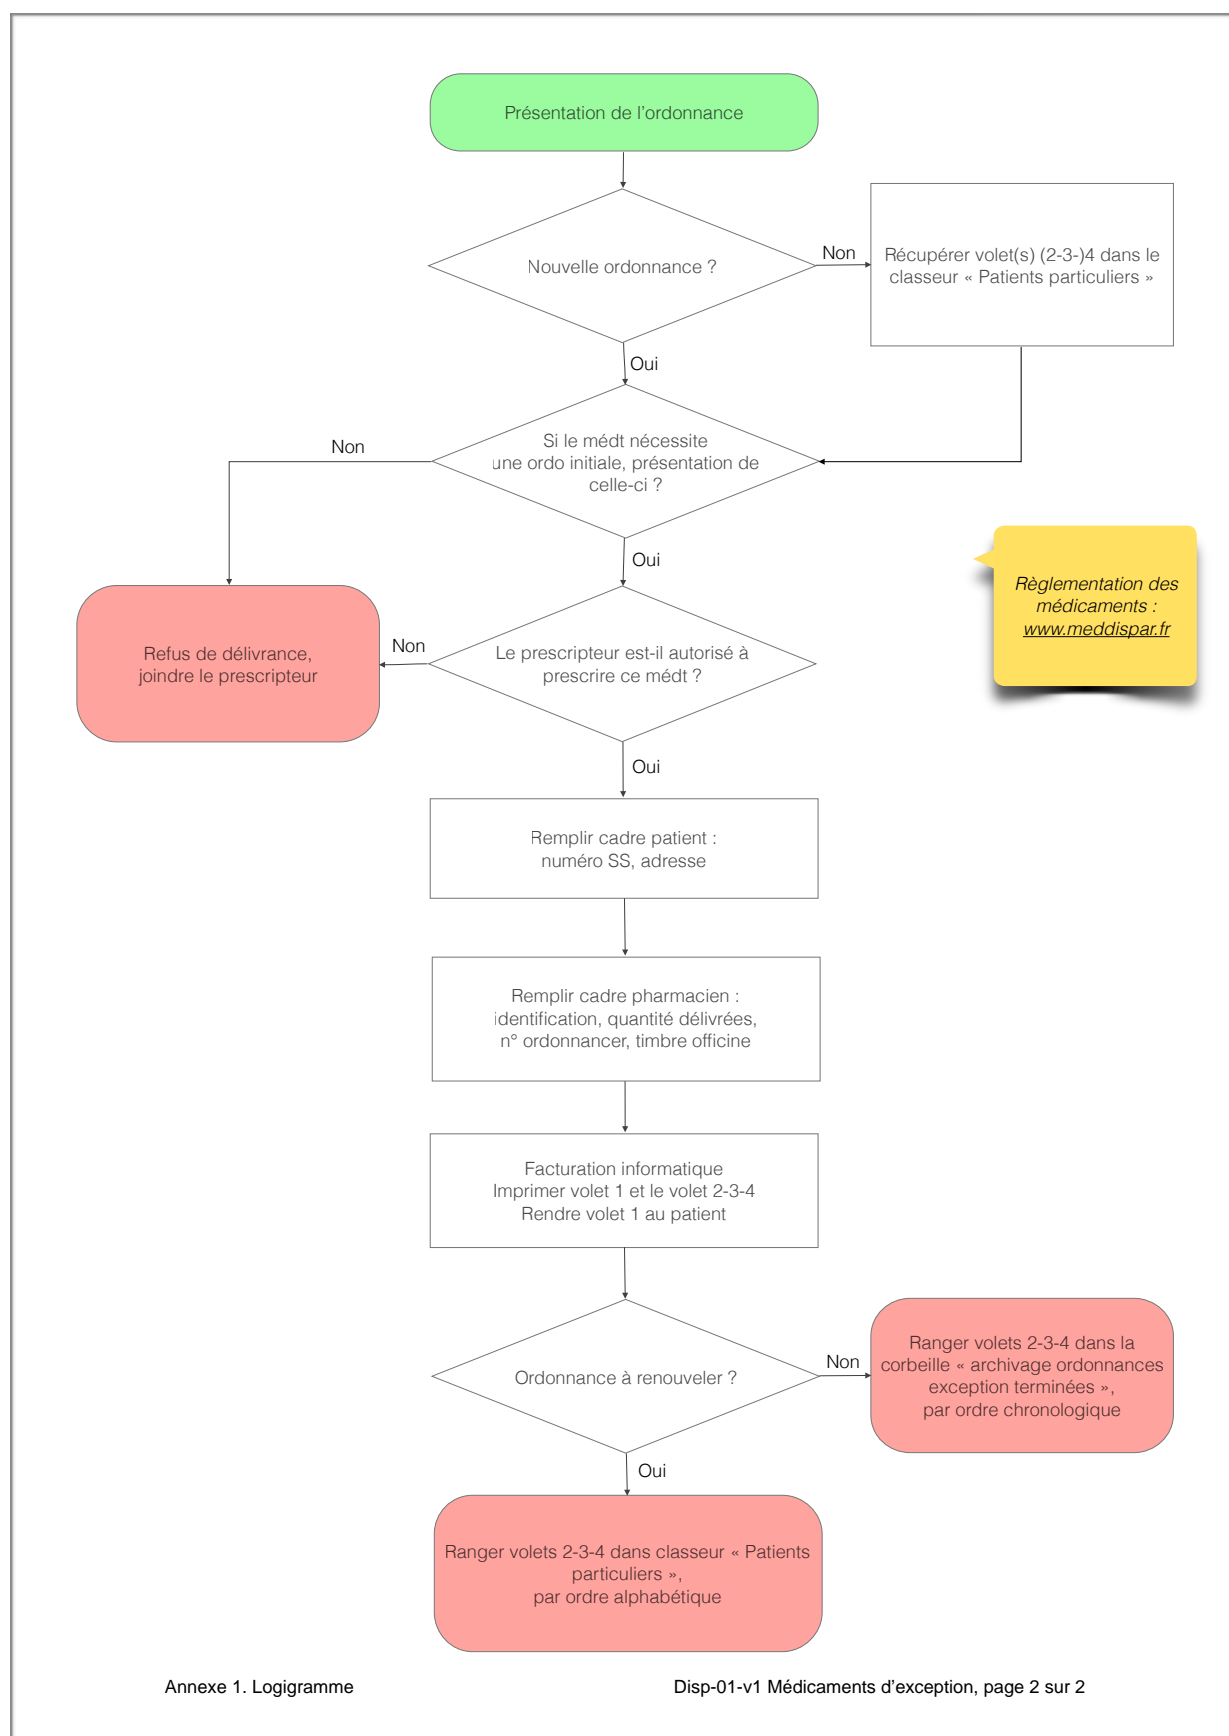 Présentation de l'ordonnance
Nouvelle ordonnance ?
Non
Récupérer volet(s) (2-3-)4 dans le
classeur « Patients particuliers »
Oui
Si le médt nécessite
une ordo initiale, présentation de
celle-ci ?
Non
Oui
Règlementation des
médicaments :
www.meddispar.fr
Refus de délivrance,
joindre le prescripteur
Non
Le prescripteur est-il autorisé à
prescrire ce médt ?
Oui
Remplir cadre patient :
numéro SS, adresse
Remplir cadre pharmacien :
identification, quantité délivrées,
n° ordonnancer, timbre officine
Facturation informatique
Imprimer volet 1 et le volet 2-3-4
Rendre volet 1 au patient
Ordonnance à renouveler ?
Non
Ranger volets 2-3-4 dans la
corbeille « archivage ordonnances
exception terminées »,
par ordre chronologique
Oui
Ranger volets 2-3-4 dans classeur « Patients
particuliers »,
par ordre alphabétique
Annexe 1. Logigramme
Disp-01-v1 Médicaments d'exception, page 2 sur 2